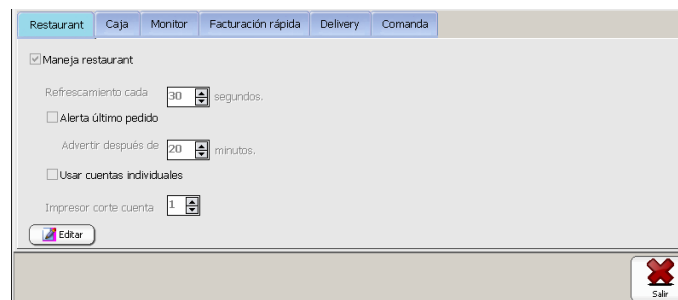 Restaurant Caja Monitor Facturación rápida Delivery Comanda
Maneja restaurant
Refrescamiento cada 30 segundos.
Alerta último pedido
Advertir después de 20 minutos.
Usar cuentas individuales
Impresor corte cuenta 1
Editar
Salir